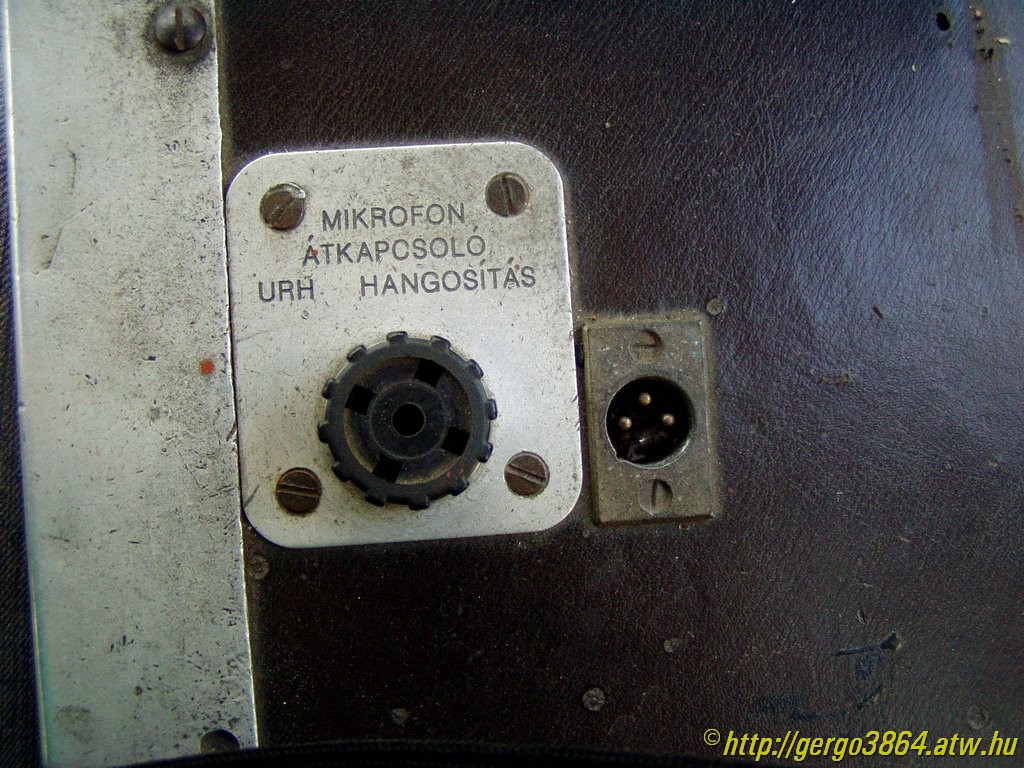 MIKROFON
ÁTKAPCSOLÓ
URH HANGOSÍTÁS
©http://gergo3864.atw.hu